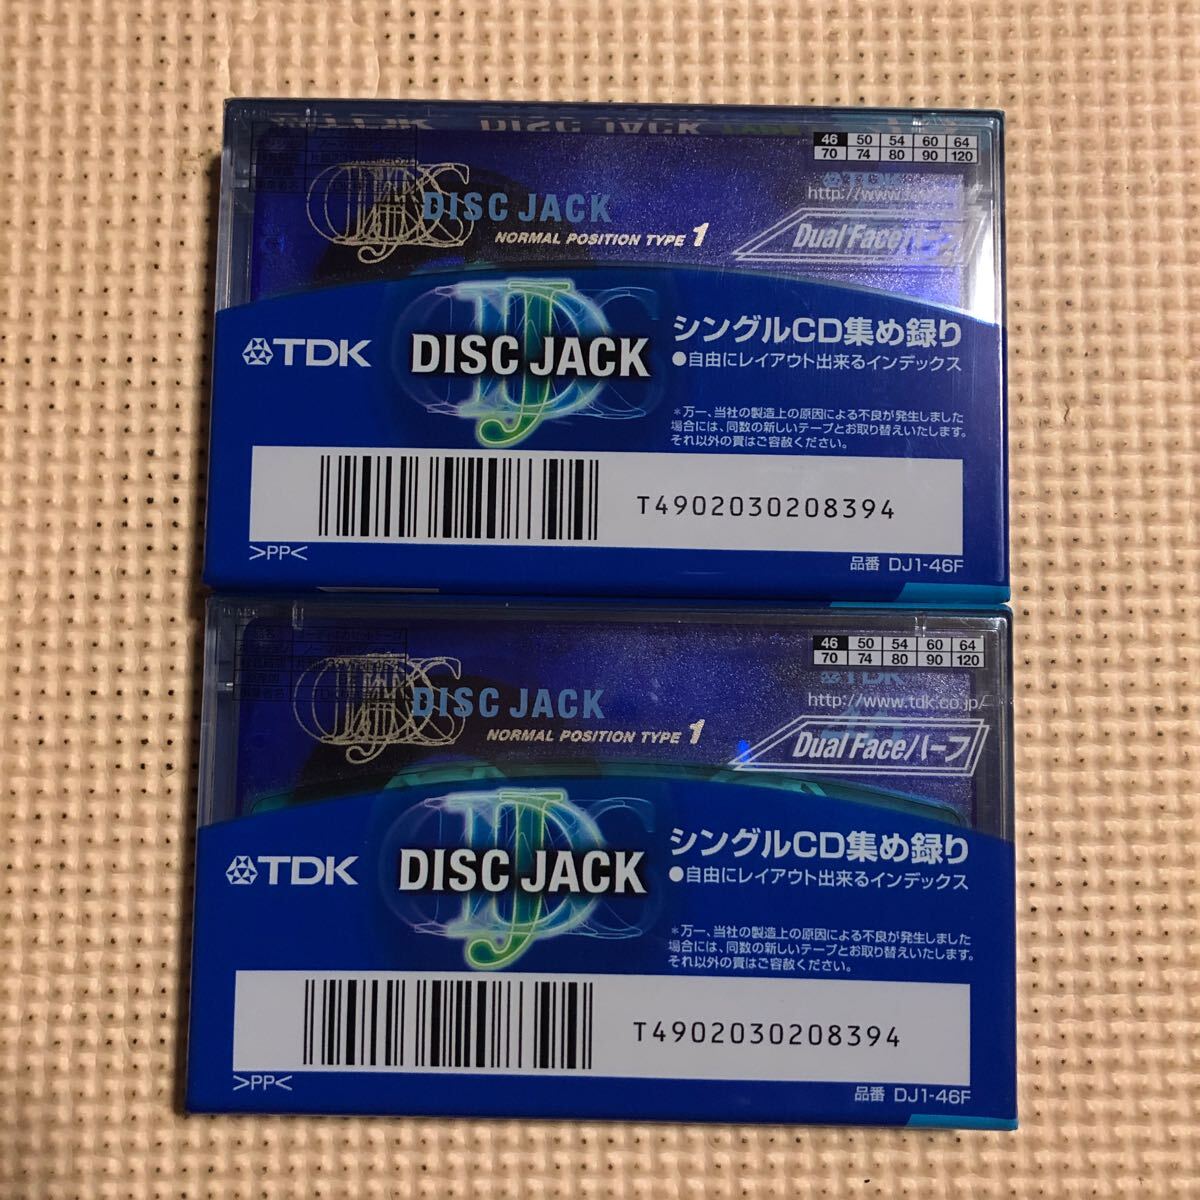 DISC JACK
46 50 54 60 64
70 74 80 90 120
TDK
http://www.
DJ's
DISC JACK
NORMAL POSITION TYPE 1
Dual Face/ハーフ
TDK
DISC JACK
シングルCD集め録り
●自由にレイアウト出来るインデックス
*万一、当社の製造上の原因による不良が発生しました
場合には、同数の新しいテープとお取り替えいたします。
それ以外の責はご容赦ください。
T4902030208394
>PP<
品番 DJ1-46F
46 50 54 60 64
70 74 80 90 120
TDK
http://www.tdk.co.jp/
DISC JACK
NORMAL POSITION TYPE 1
Dual Face/ハーフ
TDK
DISC JACK
シングルCD集め録り
●自由にレイアウト出来るインデックス
*万一、当社の製造上の原因による不良が発生しました
場合には、同数の新しいテープとお取り替えいたします。
それ以外の責はご容赦ください。
T4902030208394
>PP<
品番 DJ1-46F